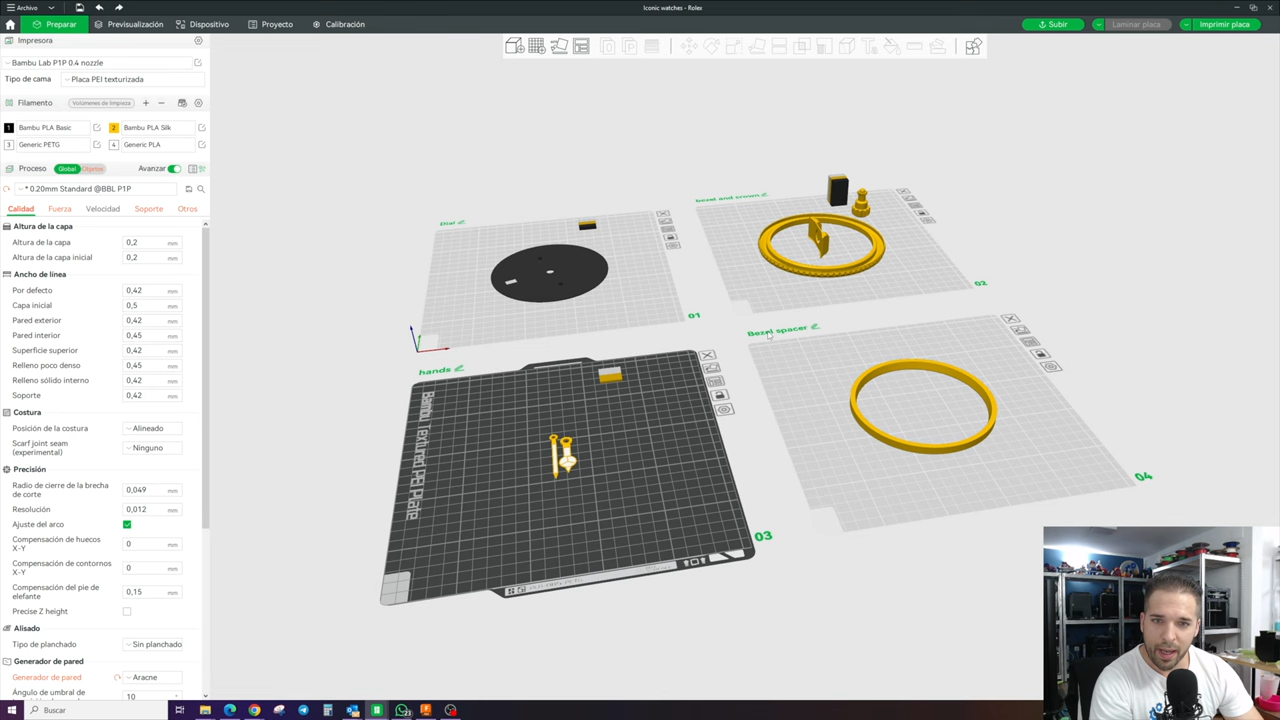 Archivo
Iconic watches - Rolex
Preparar
Previsualización
Dispositivo
Proyecto
Calibración
Subir
Laminar placa
Imprimir placa
Impresora
Bambu Lab P1P 0.4 nozzle
Tipo de cama
Placa PEI texturizada
Filamento
Volúmenes de limpieza
1 Bambu PLA Basic
2 Bambu PLA Silk
3 Generic PETG
4 Generic PLA
Proceso
Global
Objetos
Avanzar
* 0.20mm Standard @BBL P1P
Calidad
Fuerza
Velocidad
Soporte
Otros
Altura de la capa
Altura de la capa 0,2 mm
Altura de la capa inicial 0,2 mm
Ancho de línea
Por defecto 0,42 mm
Capa inicial 0,5 mm
Pared exterior 0,42 mm
Pared interior 0,45 mm
Superficie superior 0,42 mm
Relleno poco denso 0,45 mm
Relleno sólido interno 0,42 mm
Soporte 0,42 mm
Costura
Posición de la costura Alineado
Scarf joint seam
(experimental) Ninguno
Precisión
Radio de cierre de la brecha
de corte 0,049 mm
Resolución 0,012 mm
Ajuste del arco
Compensación de huecos
X-Y 0 mm
Compensación de contornos
X-Y 0 mm
Compensación del pie de
elefante 0,15 mm
Precise Z height
Alisado
Tipo de planchado Sin planchado
Generador de pared
Generador de pared Aracne
Ángulo de umbral de 10
Dial
01
bezel and crown
02
hands
Bambu Textured PEI Plate
03
Bezel spacer
04
Buscar